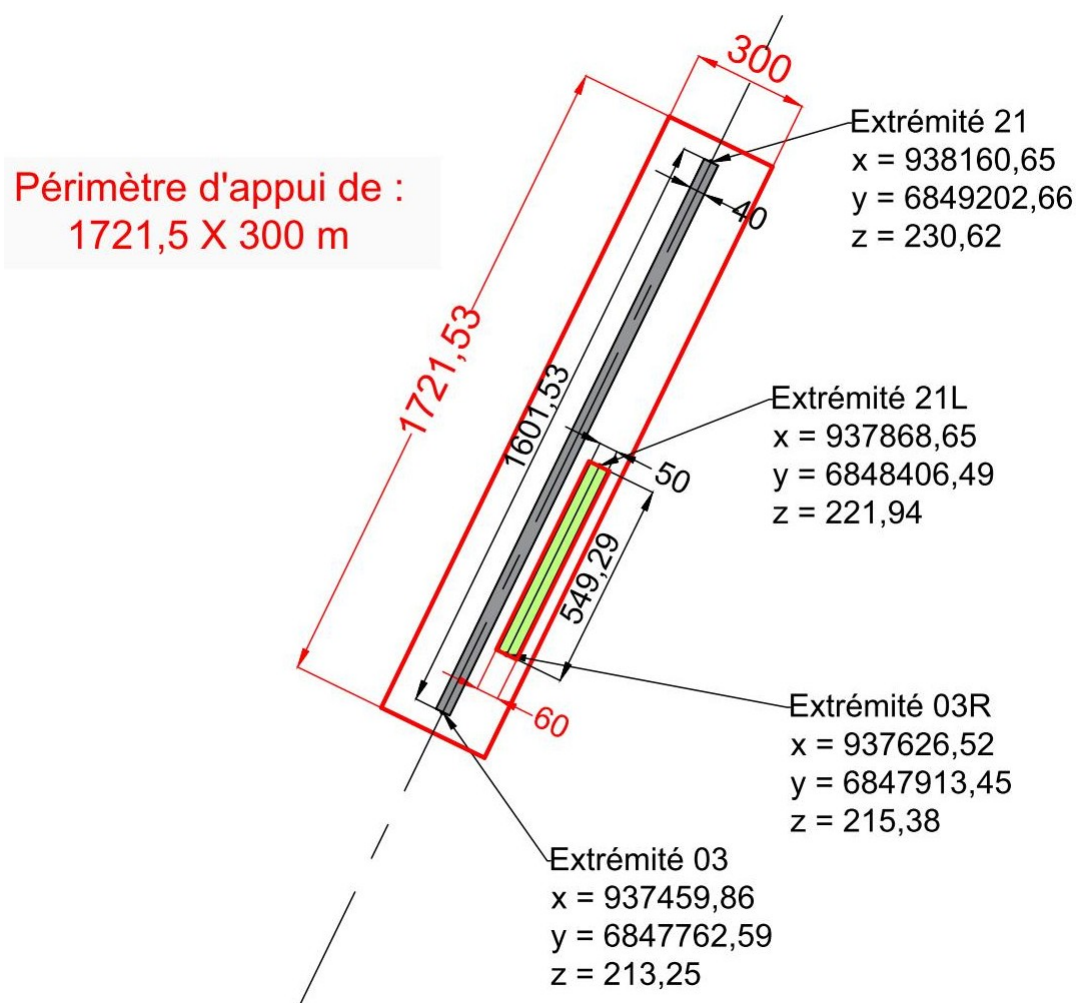 300
Extrémité 21
x = 938160,65
y = 6849202,66
z = 230,62
Périmètre d'appui de :
1721,5 X 300 m
40
1721,53
1601,53
Extrémité 21L
x = 937868,65
y = 6848406,49
z = 221,94
50
549,29
Extrémité 03R
x = 937626,52
y = 6847913,45
z = 215,38
60
Extrémité 03
x = 937459,86
y = 6847762,59
z = 213,25